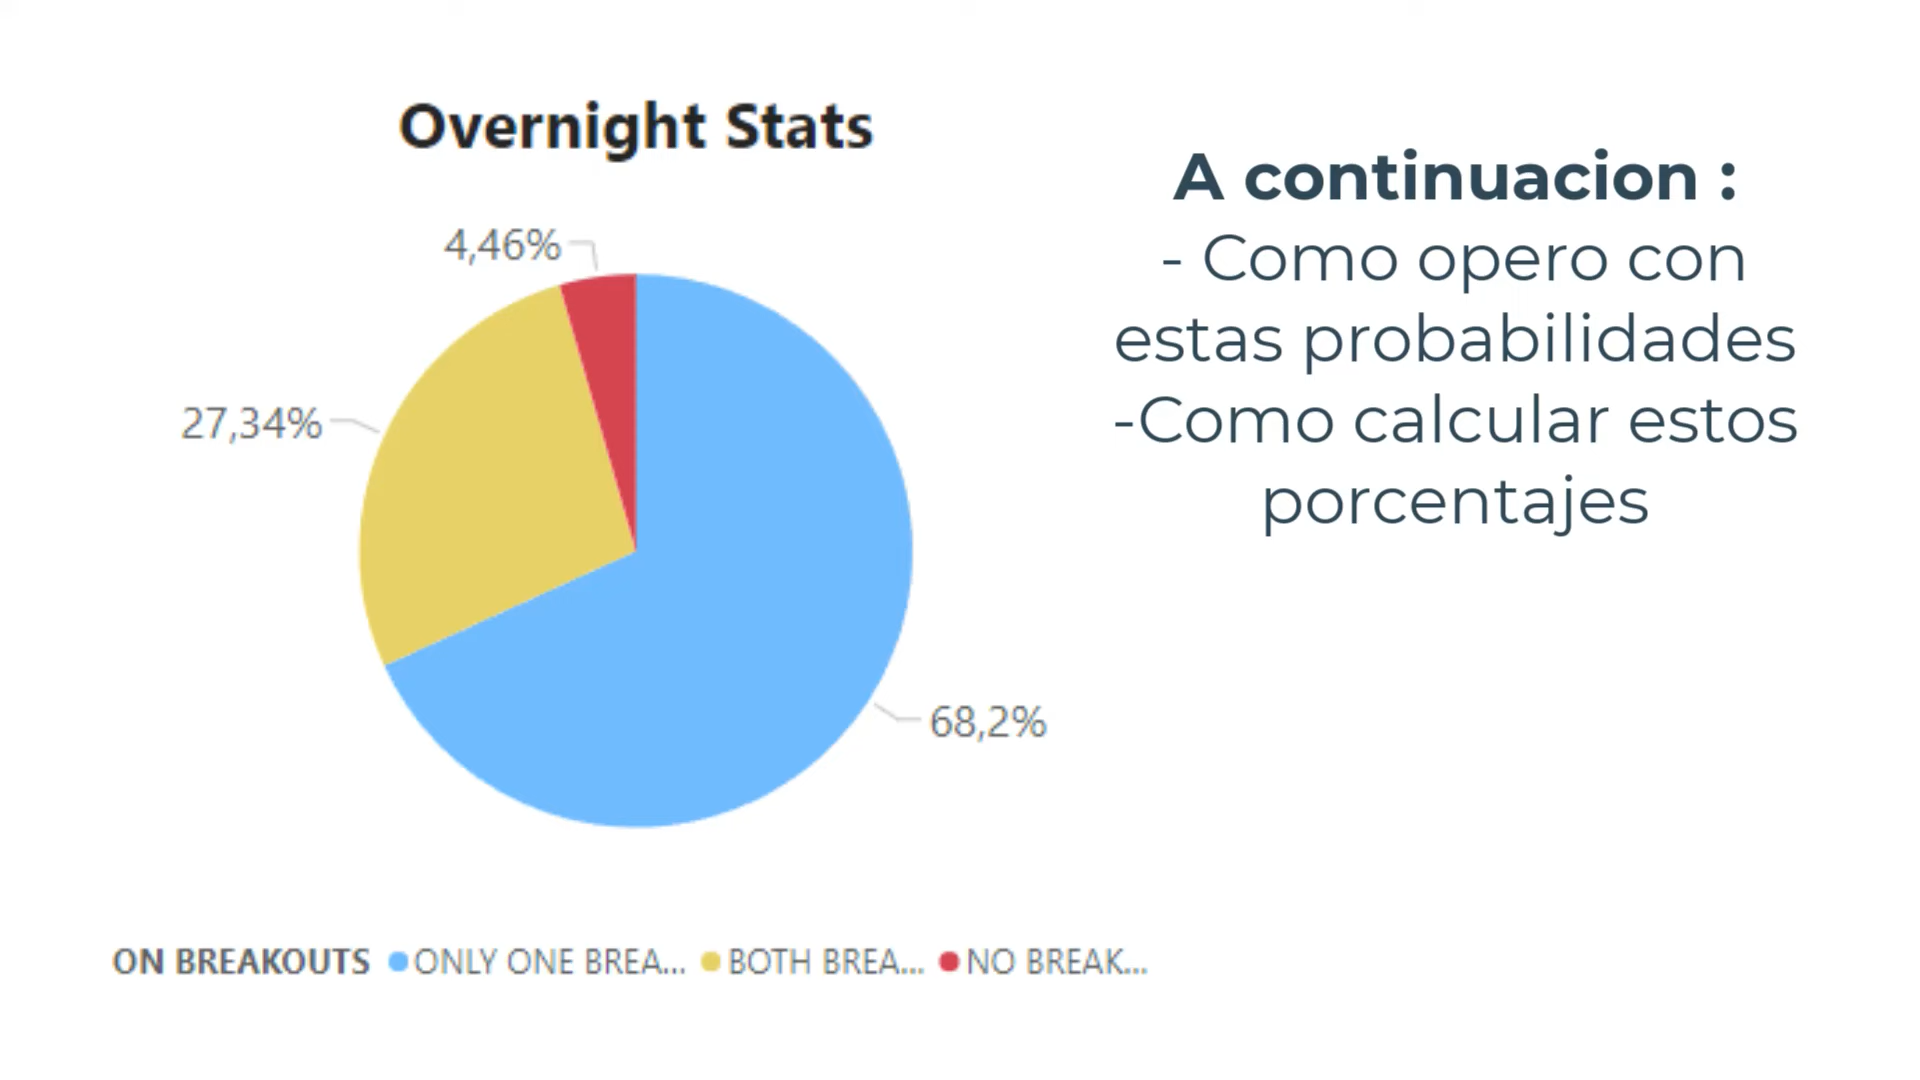 Overnight Stats
4,46%
27,34%
68,2%
ON BREAKOUTS ONLY ONE BREA... BOTH BREA... NO BREAK...
A continuacion :
- Como opero con
estas probabilidades
-Como calcular estos
porcentajes